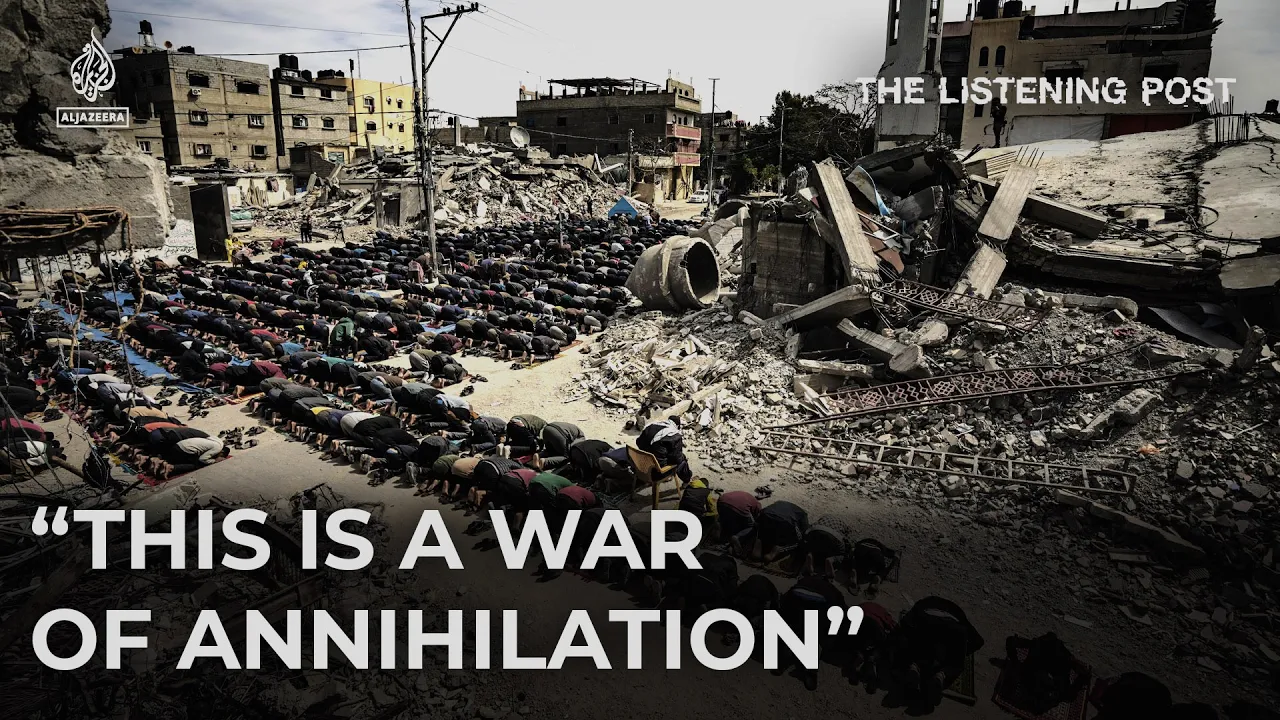 ALJAZEERA
THE LISTENING POST
“THIS IS A WAR
OF ANNIHILATION”